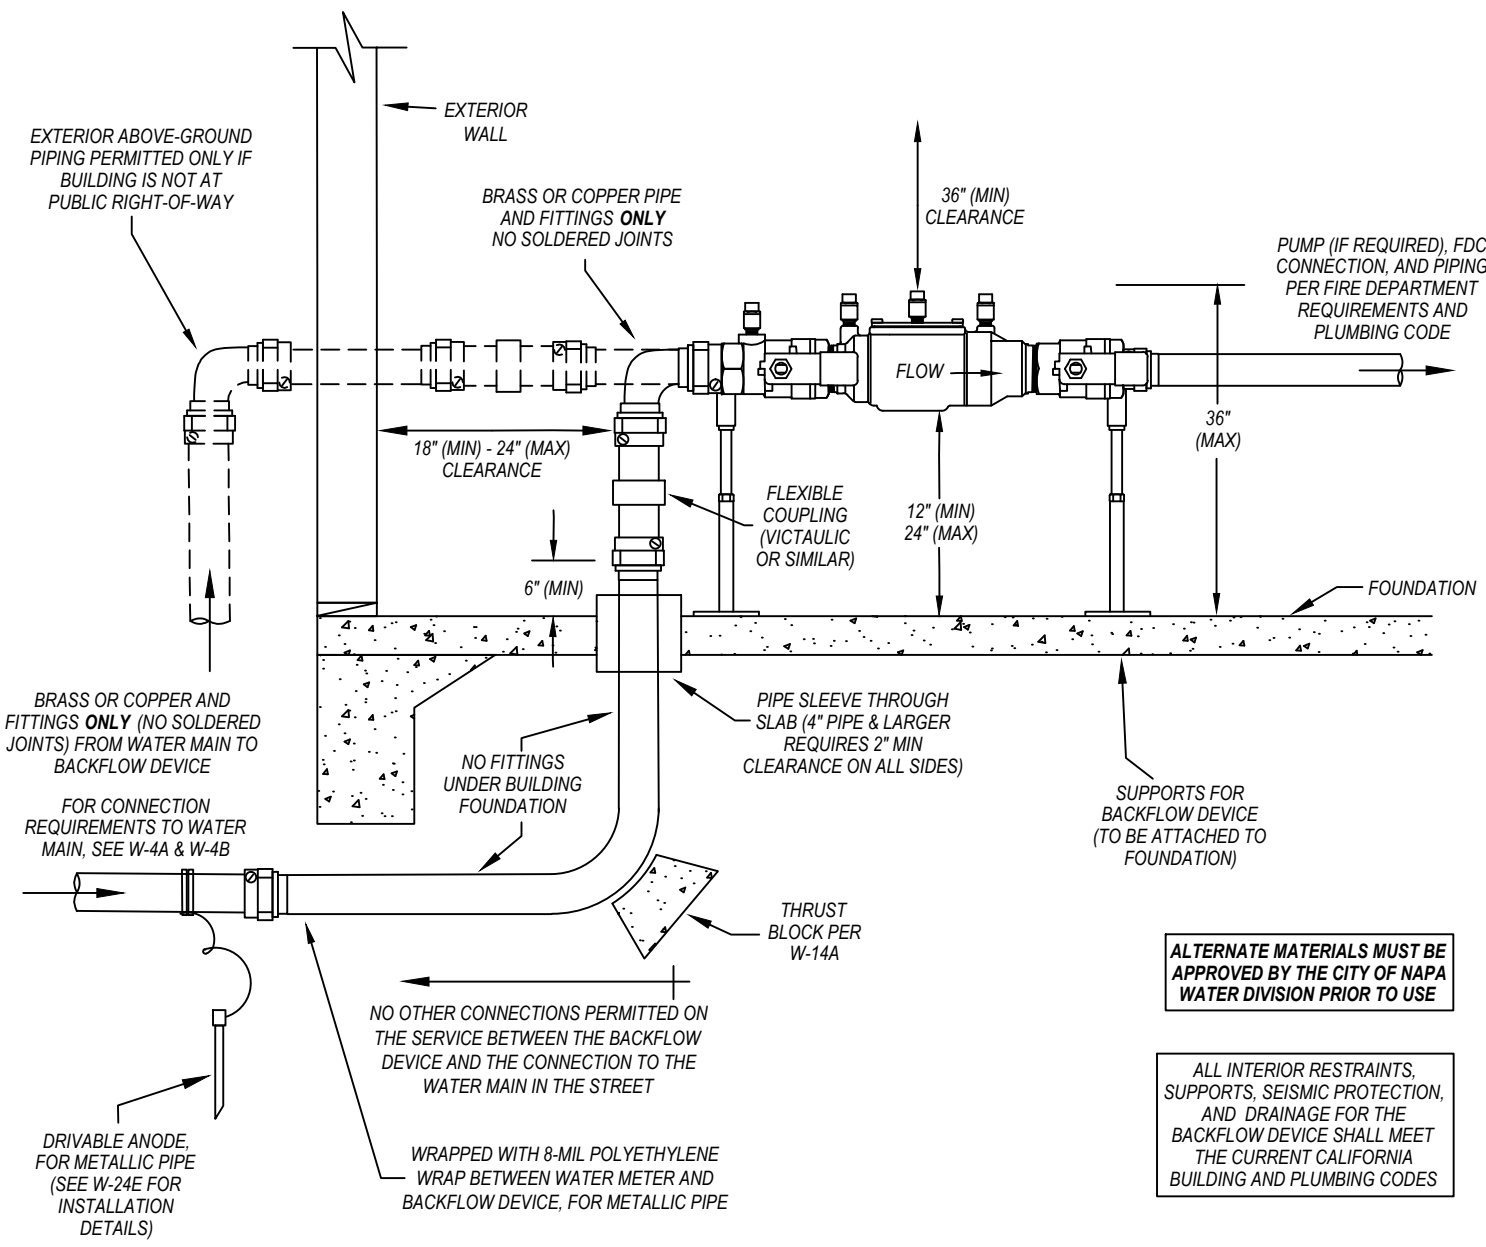 EXTERIOR
WALL
EXTERIOR ABOVE-GROUND
PIPING PERMITTED ONLY IF
BUILDING IS NOT AT
PUBLIC RIGHT-OF-WAY
BRASS OR COPPER PIPE
AND FITTINGS ONLY
NO SOLDERED JOINTS
36" (MIN)
CLEARANCE
PUMP (IF REQUIRED), FDC
CONNECTION, AND PIPING
PER FIRE DEPARTMENT
REQUIREMENTS AND
PLUMBING CODE
FLOW
36"
(MAX)
18" (MIN) - 24" (MAX)
CLEARANCE
FLEXIBLE
COUPLING
(VICTAULIC
OR SIMILAR)
12" (MIN)
24" (MAX)
6" (MIN)
FOUNDATION
BRASS OR COPPER AND
FITTINGS ONLY (NO SOLDERED
JOINTS) FROM WATER MAIN TO
BACKFLOW DEVICE
PIPE SLEEVE THROUGH
SLAB (4" PIPE & LARGER
REQUIRES 2" MIN
CLEARANCE ON ALL SIDES)
NO FITTINGS
UNDER BUILDING
FOUNDATION
SUPPORTS FOR
BACKFLOW DEVICE
(TO BE ATTACHED TO
FOUNDATION)
FOR CONNECTION
REQUIREMENTS TO WATER
MAIN, SEE W-4A & W-4B
THRUST
BLOCK PER
W-14A
ALTERNATE MATERIALS MUST BE
APPROVED BY THE CITY OF NAPA
WATER DIVISION PRIOR TO USE
NO OTHER CONNECTIONS PERMITTED ON
THE SERVICE BETWEEN THE BACKFLOW
DEVICE AND THE CONNECTION TO THE
WATER MAIN IN THE STREET
ALL INTERIOR RESTRAINTS,
SUPPORTS, SEISMIC PROTECTION,
AND DRAINAGE FOR THE
BACKFLOW DEVICE SHALL MEET
THE CURRENT CALIFORNIA
BUILDING AND PLUMBING CODES
DRIVABLE ANODE,
FOR METALLIC PIPE
(SEE W-24E FOR
INSTALLATION
DETAILS)
WRAPPED WITH 8-MIL POLYETHYLENE
WRAP BETWEEN WATER METER AND
BACKFLOW DEVICE, FOR METALLIC PIPE